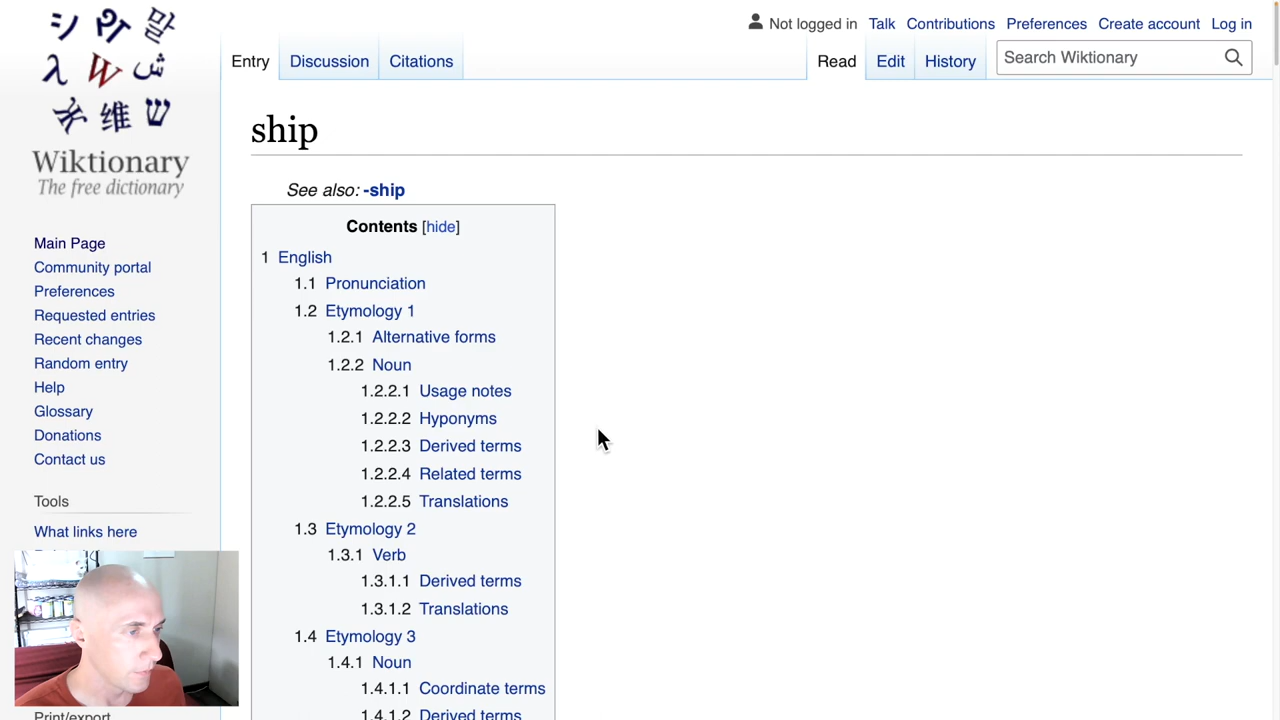 Not logged in Talk Contributions Preferences Create account Log in
Entry Discussion Citations Read Edit History Search Wiktionary
シ 말
λ W ش
维 ש
Wiktionary
The free dictionary
Main Page
Community portal
Preferences
Requested entries
Recent changes
Random entry
Help
Glossary
Donations
Contact us
Tools
What links here
Print/export
ship
See also: -ship
Contents [hide]
1 English
1.1 Pronunciation
1.2 Etymology 1
1.2.1 Alternative forms
1.2.2 Noun
1.2.2.1 Usage notes
1.2.2.2 Hyponyms
1.2.2.3 Derived terms
1.2.2.4 Related terms
1.2.2.5 Translations
1.3 Etymology 2
1.3.1 Verb
1.3.1.1 Derived terms
1.3.1.2 Translations
1.4 Etymology 3
1.4.1 Noun
1.4.1.1 Coordinate terms
1.4.1.2 Derived terms